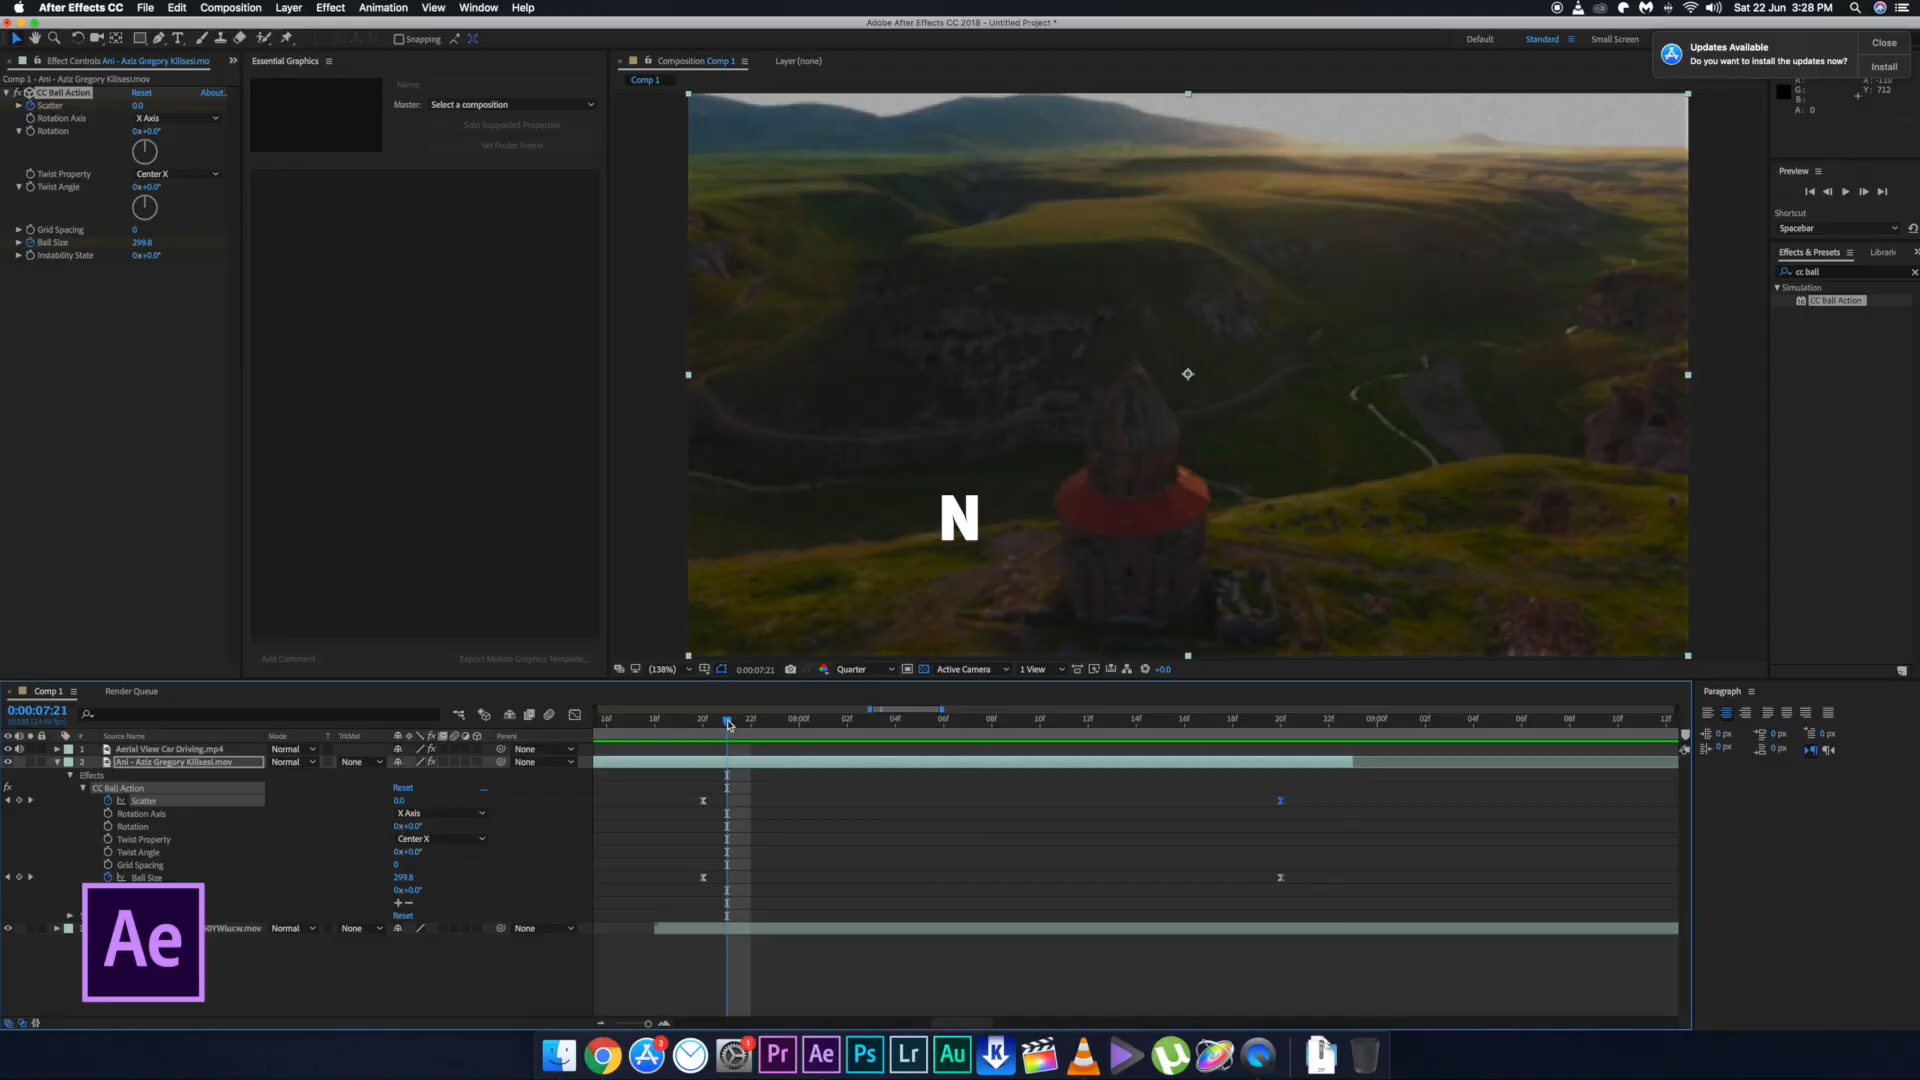 After Effects CC File Edit Composition Layer Effect Animation View Window Help Sat 22 Jun 3:28 PM
Adobe After Effects CC 2018 - Untitled Project *
Snapping Default Standard Small Screen
Updates Available Close
Do you want to install the updates now? Install
Effect Controls Ani - Aziz Gregory Kilisesi.mo
Essential Graphics
Composition Comp 1
Layer (none)
Comp 1 - Ani - Aziz Gregory Kilisesi.mov
Comp 1
fx CC Ball Action Reset About.
Scatter 0.0
Rotation Axis X Axis
Rotation 0x+0.0°
Twist Property Center X
Twist Angle 0x+0.0°
Grid Spacing 0
Ball Size 299.8
Instability State 0x+0.0°
Name:
Master: Select a composition
Solo Supported Properties
Set Poster Frame
Add Comment Export Motion Graphics Template...
N
(138%) 0:00:07:21 Quarter Active Camera 1 View +0.0
R:
G:
B:
A: 0
Y: 712
Preview
Shortcut
Spacebar
Effects & Presets Librari
cc ball
Simulation
CC Ball Action
Paragraph
0 px 0 px 0 px
0 px 0 px
Comp 1 Render Queue
0:00:07:21
16f 18f 20f 22f 08:00f 02f 04f 06f 08f 10f 12f 14f 16f 18f 20f 22f 09:00f 02f 04f 06f 08f 10f 12f
# Source Name Mode T TrkMat Parent
1 Aerial View Car Driving.mp4 Normal None
2 Ani - Aziz Gregory Kilisesi.mov Normal None None
Effects
CC Ball Action Reset ...
Scatter 0.0
Rotation Axis X Axis
Rotation 0x+0.0°
Twist Property Center X
Twist Angle 0x+0.0°
Grid Spacing 0
Ball Size 299.8
0x+0.0°
Reset
Normal None None
Ae
3 1 Pr Ae Ps Lr Au K